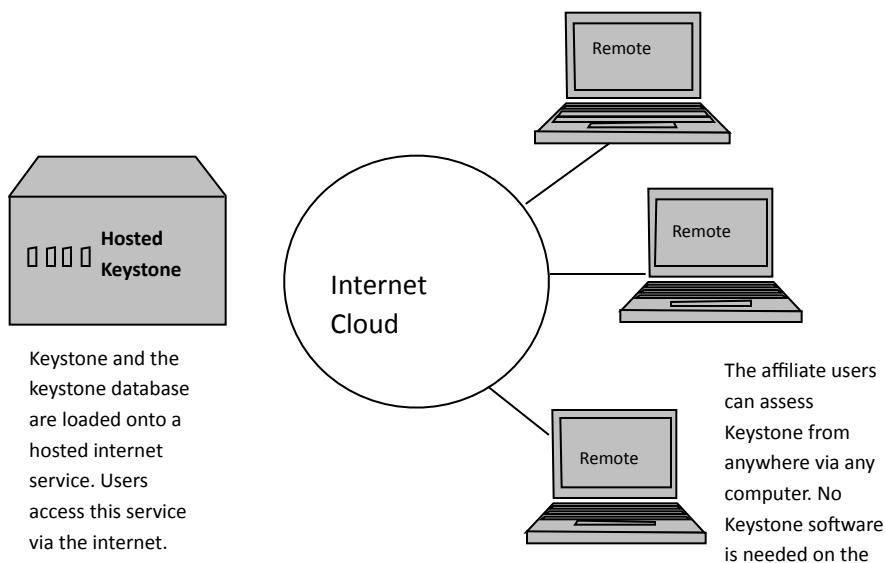 Remote
Remote
Hosted
Keystone
Internet
Cloud
Keystone and the
keystone database
are loaded onto a
hosted internet
service. Users
access this service
via the internet.
Remote
The affiliate users
can assess
Keystone from
anywhere via any
computer. No
Keystone software
is needed on the